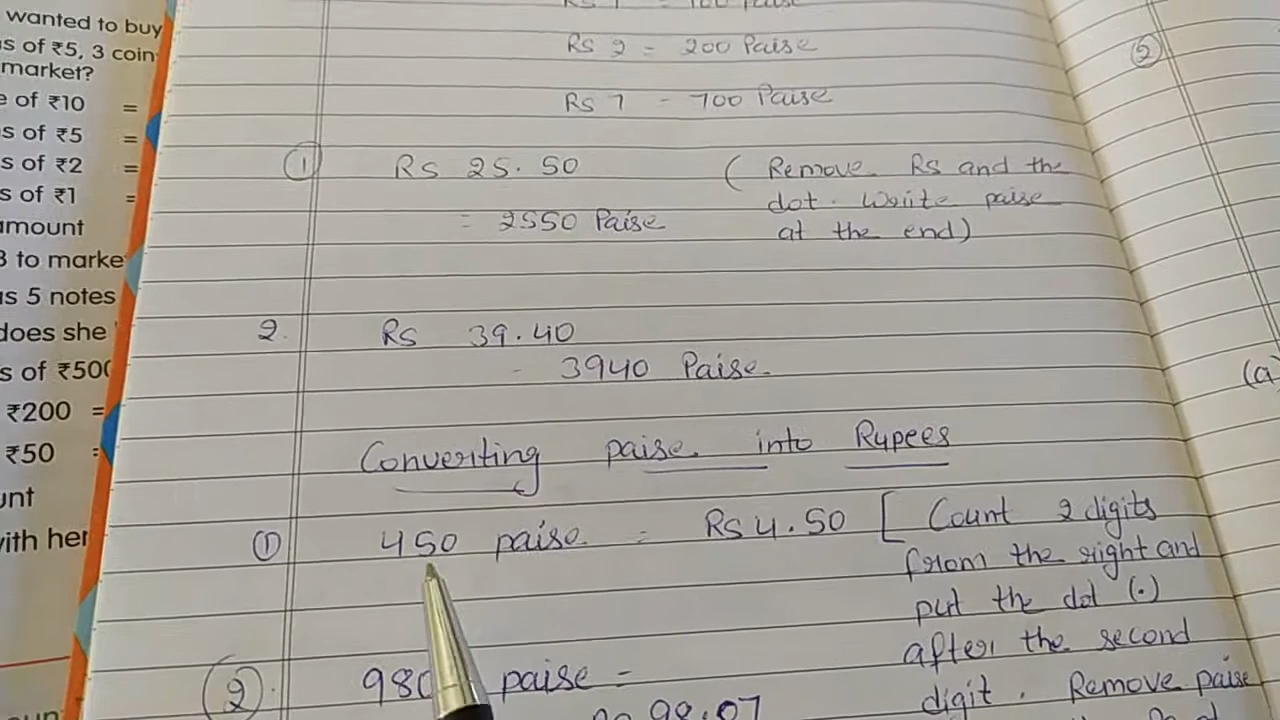 wanted to buy
s of ₹5, 3 coin
market?
e of ₹10 =
s of ₹5 =
s of ₹2 =
s of ₹1 =
amount
3 to marke
as 5 notes
does she
s of ₹500
₹200 =
₹50 =
unt
with her
Rs 2 = 200 Paise
Rs 7 - 700 Paise
① Rs 25.50 ( Remove Rs and the
dot. Write paise
= 2550 Paise
at the end)
2. Rs 39.40
- 3940 Paise.
Converting paise into Rupees
① 450 paise = Rs 4.50 [ Count 2 digits
from the right and
put the dot (.)
after the second
② 980 paise =
digit. Remove paise
98.07
②
(a